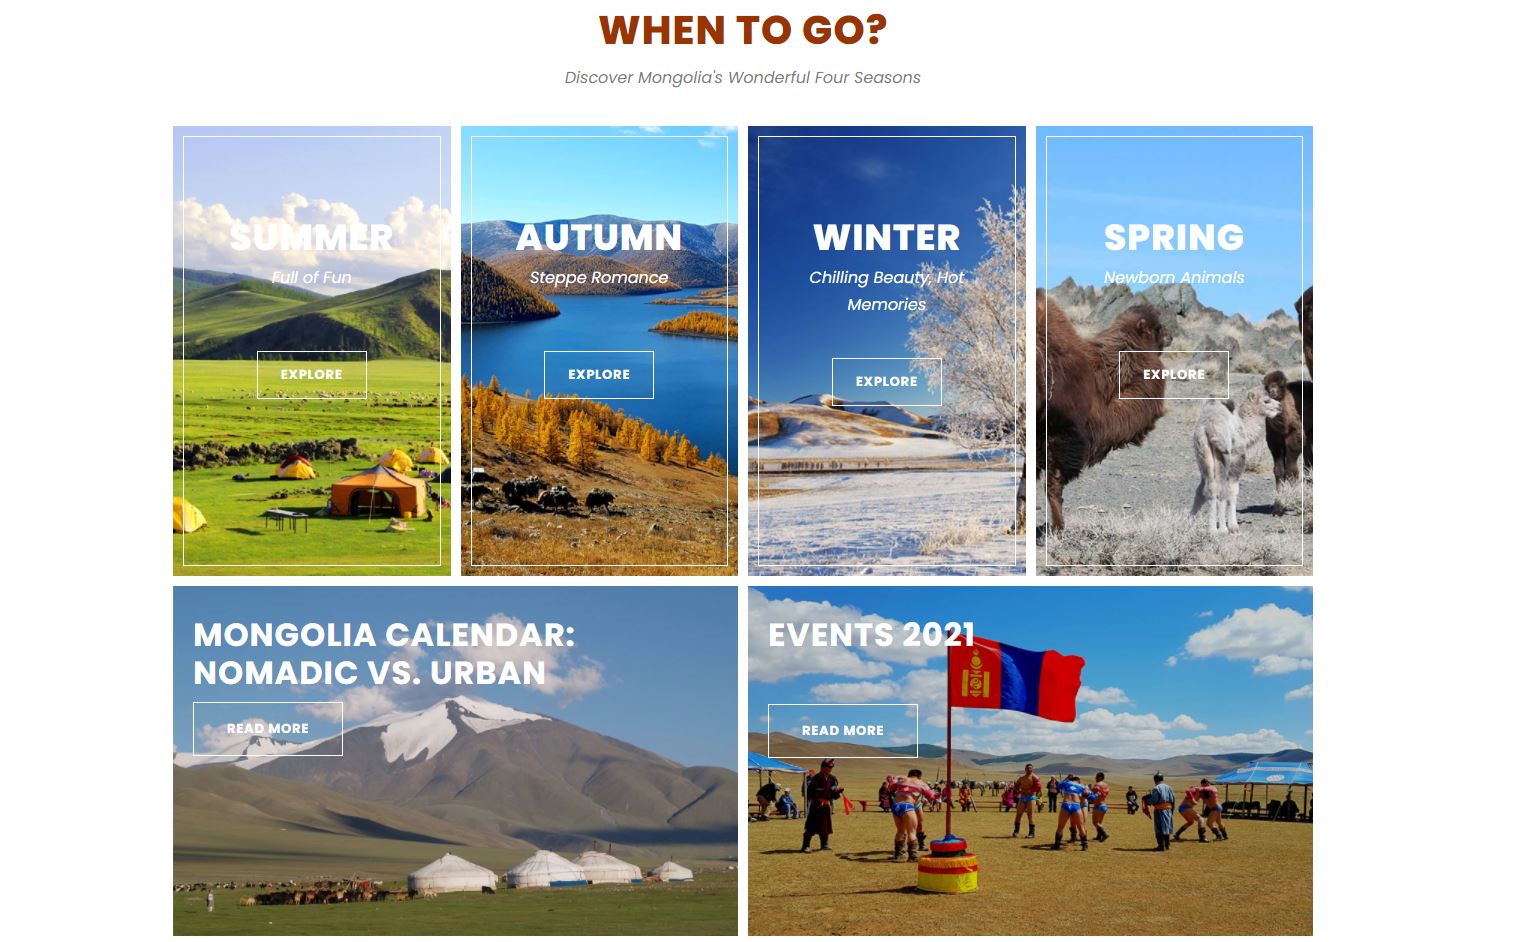 WHEN TO GO?
Discover Mongolia's Wonderful Four Seasons
SUMMER
Full of Fun
EXPLORE
AUTUMN
Steppe Romance
EXPLORE
WINTER
Chilling Beauty, Hot
Memories
EXPLORE
SPRING
Newborn Animals
EXPLORE
MONGOLIA CALENDAR:
NOMADIC VS. URBAN
READ MORE
EVENTS 2021
READ MORE